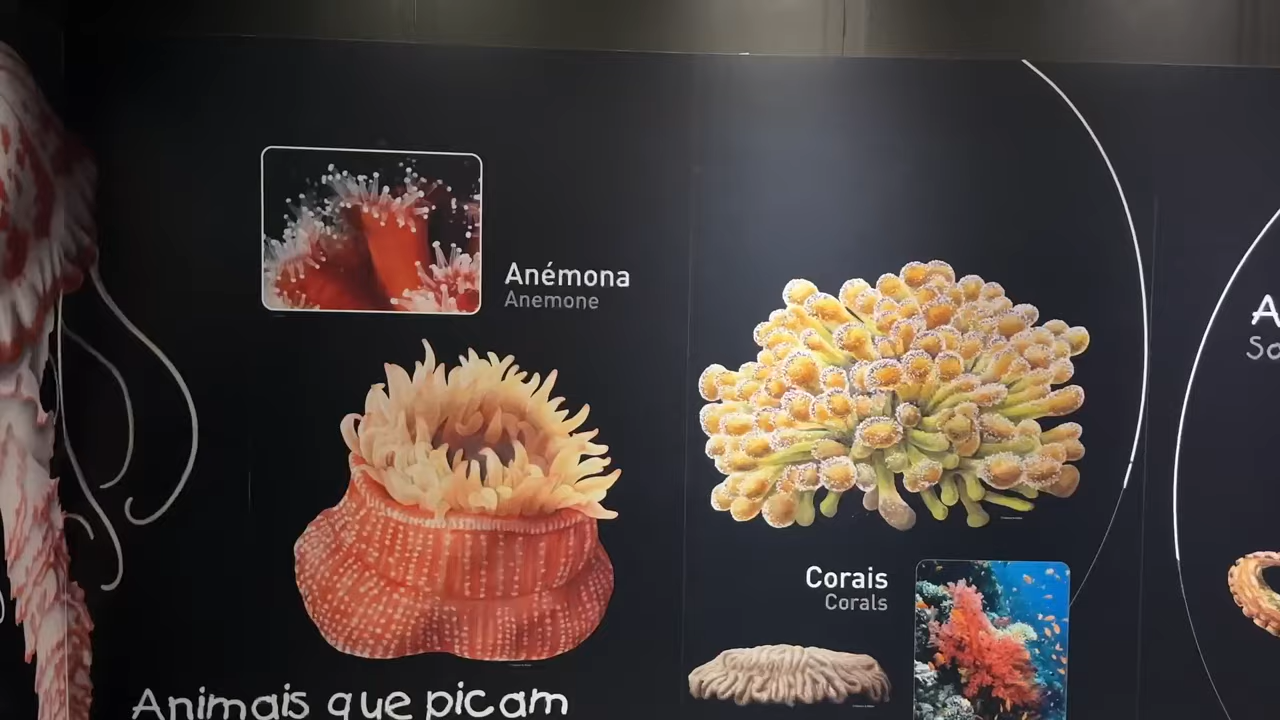 Anémona
Anemone
Corais
Corals
Animais que picam